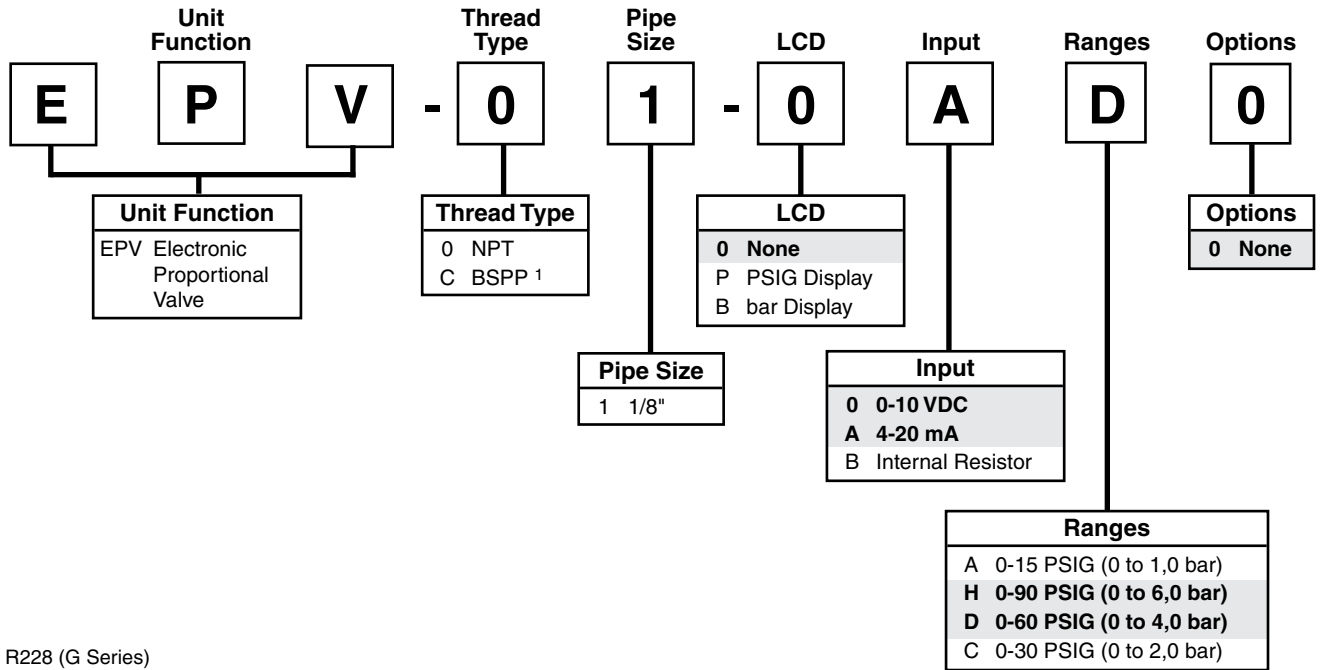 Unit
Function
Thread
Type
Pipe
Size
LCD
Input
Ranges
Options
E P V - 0 1 - 0 A D 0
Unit Function
EPV Electronic
Proportional
Valve
Thread Type
0 NPT
C BSPP 1
LCD
0 None
P PSIG Display
B bar Display
Options
0 None
Pipe Size
1 1/8"
Input
0 0-10 VDC
A 4-20 mA
B Internal Resistor
Ranges
A 0-15 PSIG (0 to 1,0 bar)
H 0-90 PSIG (0 to 6,0 bar)
D 0-60 PSIG (0 to 4,0 bar)
C 0-30 PSIG (0 to 2,0 bar)
R228 (G Series)